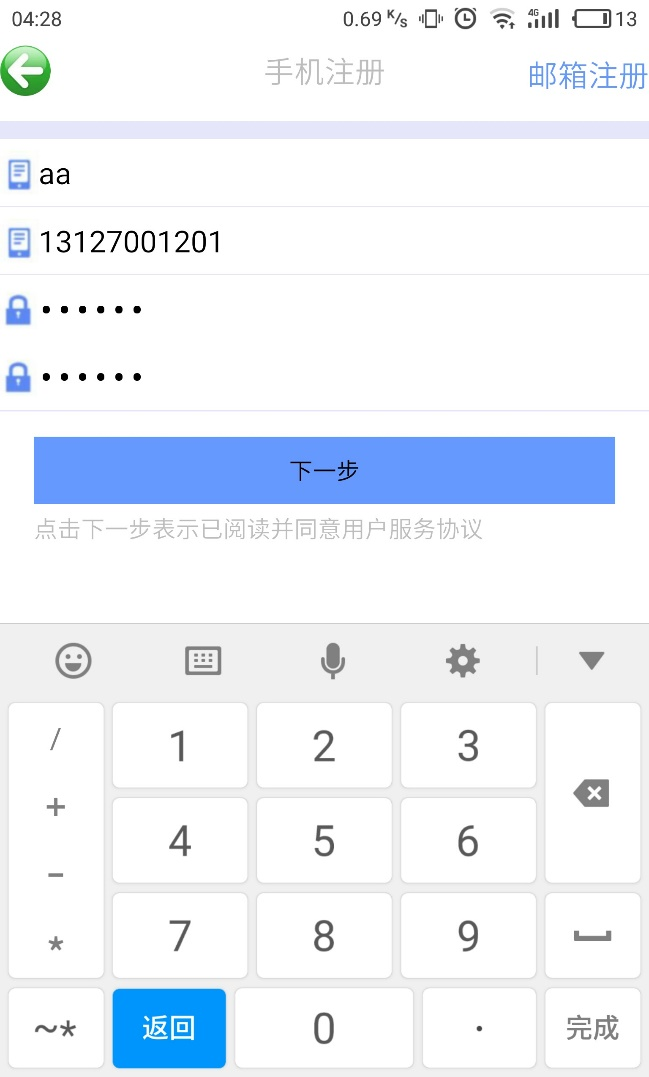 04:28 0.69 K/s 4G 13
手机注册 邮箱注册
aa
13127001201
••••••
••••••
下一步
点击下一步表示已阅读并同意用户服务协议
/ 1 2 3
+
4 5 6
-
* 7 8 9
~* 返回 0 . 完成